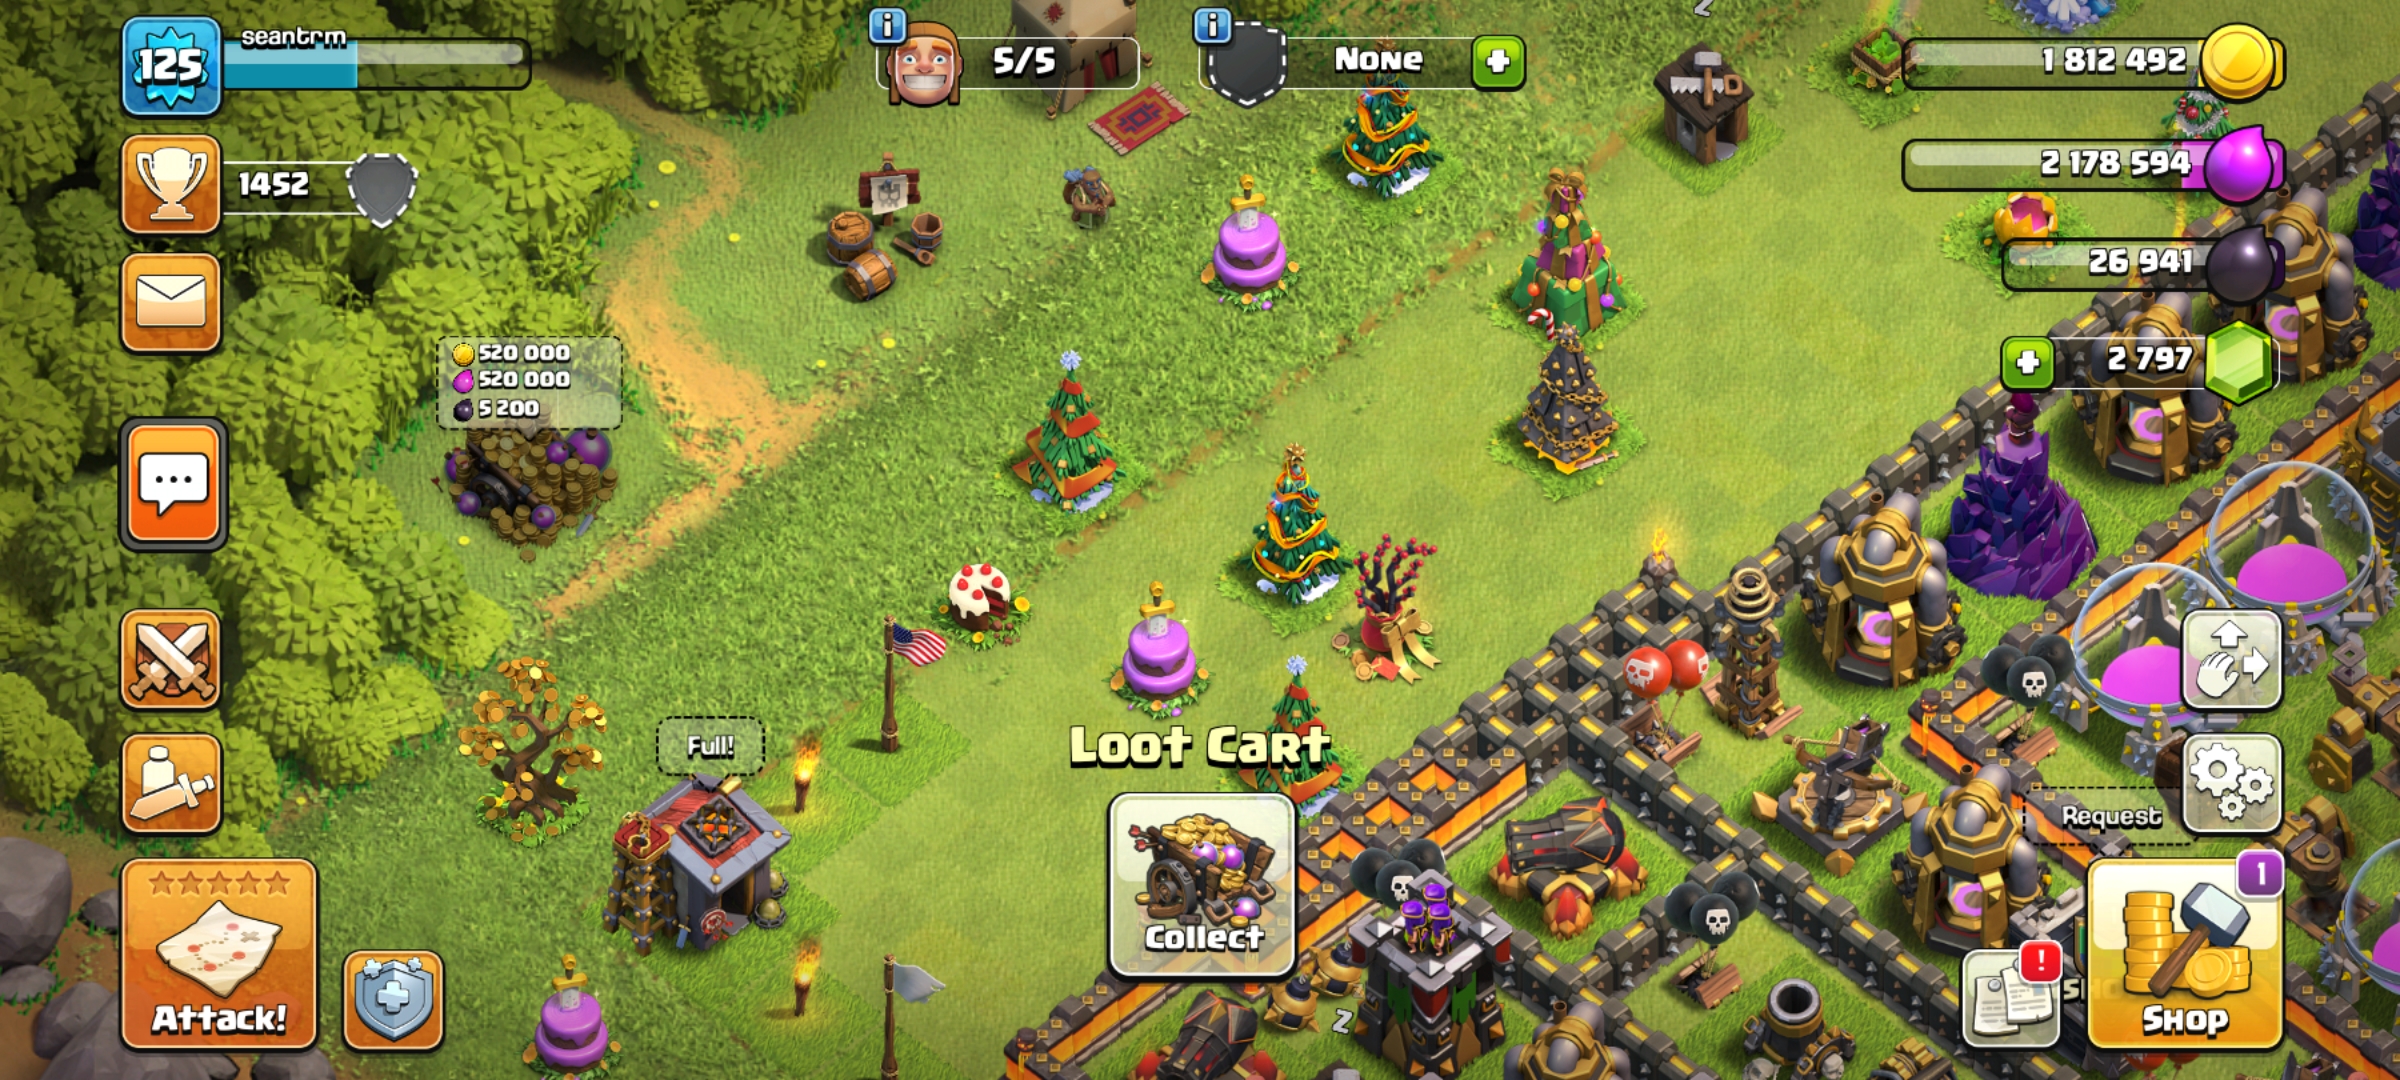 125
seantrm
5/5
None
1 812 492
1452
2 178 594
26 941
2 797
520 000
520 000
5 200
Full!
Loot Cart
Collect
Request
1
Attack!
!
Shop
Z
Z